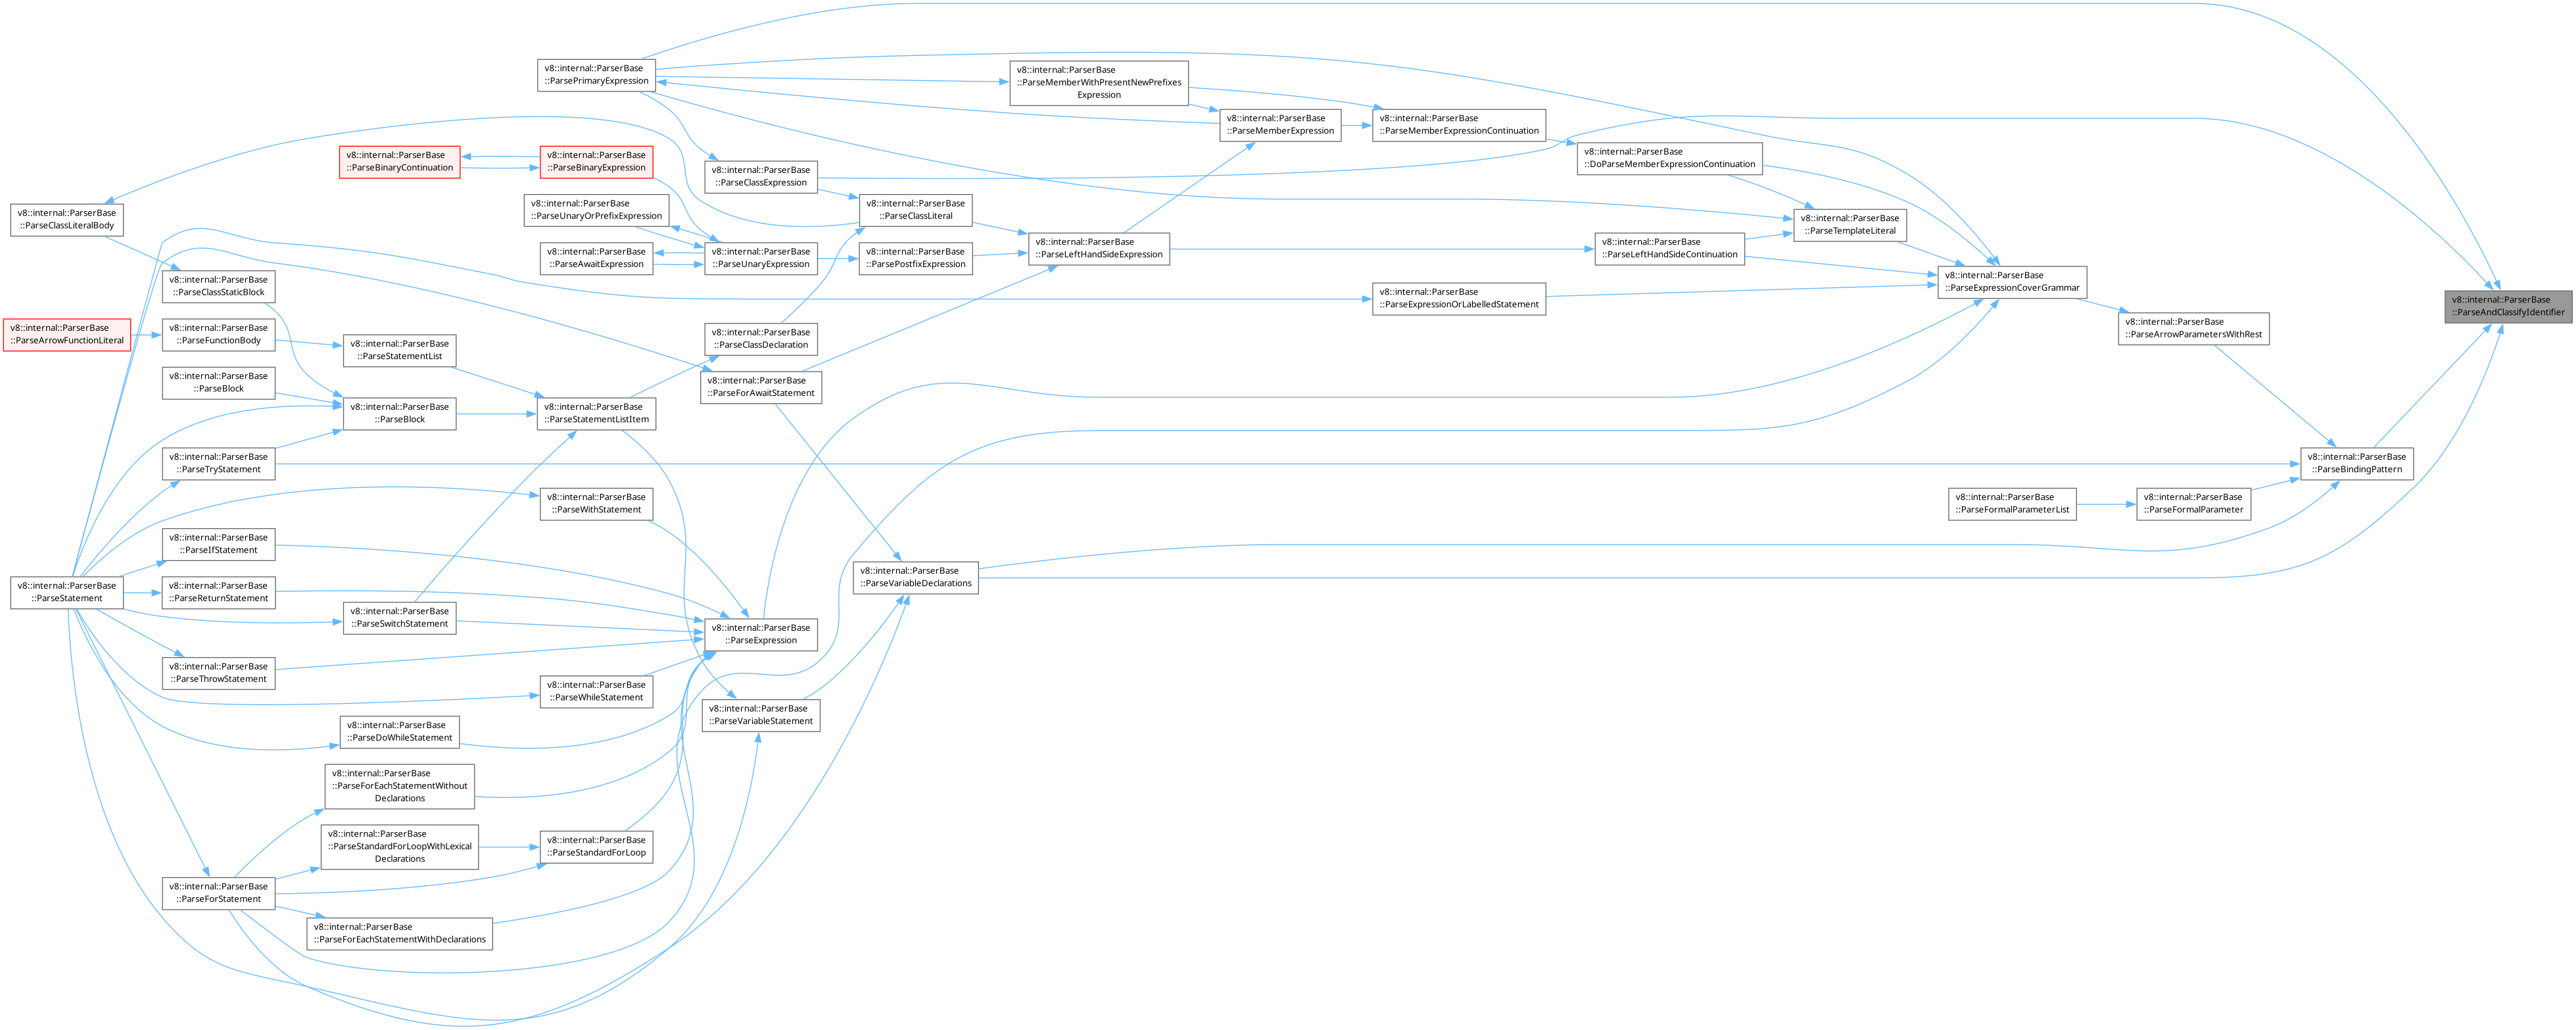 v8::internal::ParserBase
::ParsePrimaryExpression
v8::internal::ParserBase
::ParseMemberWithPresentNewPrefixes
Expression
v8::internal::ParserBase
::ParseMemberExpression
v8::internal::ParserBase
::ParseMemberExpressionContinuation
v8::internal::ParserBase
::DoParseMemberExpressionContinuation
v8::internal::ParserBase
::ParseBinaryContinuation
v8::internal::ParserBase
::ParseBinaryExpression
v8::internal::ParserBase
::ParseClassExpression
v8::internal::ParserBase
::ParseClassLiteralBody
v8::internal::ParserBase
::ParseUnaryOrPrefixExpression
v8::internal::ParserBase
::ParseClassLiteral
v8::internal::ParserBase
::ParseTemplateLiteral
v8::internal::ParserBase
::ParseAwaitExpression
v8::internal::ParserBase
::ParseUnaryExpression
v8::internal::ParserBase
::ParsePostfixExpression
v8::internal::ParserBase
::ParseLeftHandSideExpression
v8::internal::ParserBase
::ParseLeftHandSideContinuation
v8::internal::ParserBase
::ParseClassStaticBlock
v8::internal::ParserBase
::ParseExpressionOrLabelledStatement
v8::internal::ParserBase
::ParseExpressionCoverGrammar
v8::internal::ParserBase
::ParseAndClassifyIdentifier
v8::internal::ParserBase
::ParseArrowFunctionLiteral
v8::internal::ParserBase
::ParseFunctionBody
v8::internal::ParserBase
::ParseStatementList
v8::internal::ParserBase
::ParseClassDeclaration
v8::internal::ParserBase
::ParseArrowParametersWithRest
v8::internal::ParserBase
::ParseBlock
v8::internal::ParserBase
::ParseBlock
v8::internal::ParserBase
::ParseStatementListItem
v8::internal::ParserBase
::ParseForAwaitStatement
v8::internal::ParserBase
::ParseTryStatement
v8::internal::ParserBase
::ParseBindingPattern
v8::internal::ParserBase
::ParseWithStatement
v8::internal::ParserBase
::ParseFormalParameterList
v8::internal::ParserBase
::ParseFormalParameter
v8::internal::ParserBase
::ParseIfStatement
v8::internal::ParserBase
::ParseStatement
v8::internal::ParserBase
::ParseReturnStatement
v8::internal::ParserBase
::ParseVariableDeclarations
v8::internal::ParserBase
::ParseSwitchStatement
v8::internal::ParserBase
::ParseExpression
v8::internal::ParserBase
::ParseThrowStatement
v8::internal::ParserBase
::ParseWhileStatement
v8::internal::ParserBase
::ParseVariableStatement
v8::internal::ParserBase
::ParseDoWhileStatement
v8::internal::ParserBase
::ParseForEachStatementWithout
Declarations
v8::internal::ParserBase
::ParseStandardForLoopWithLexical
Declarations
v8::internal::ParserBase
::ParseStandardForLoop
v8::internal::ParserBase
::ParseForStatement
v8::internal::ParserBase
::ParseForEachStatementWithDeclarations